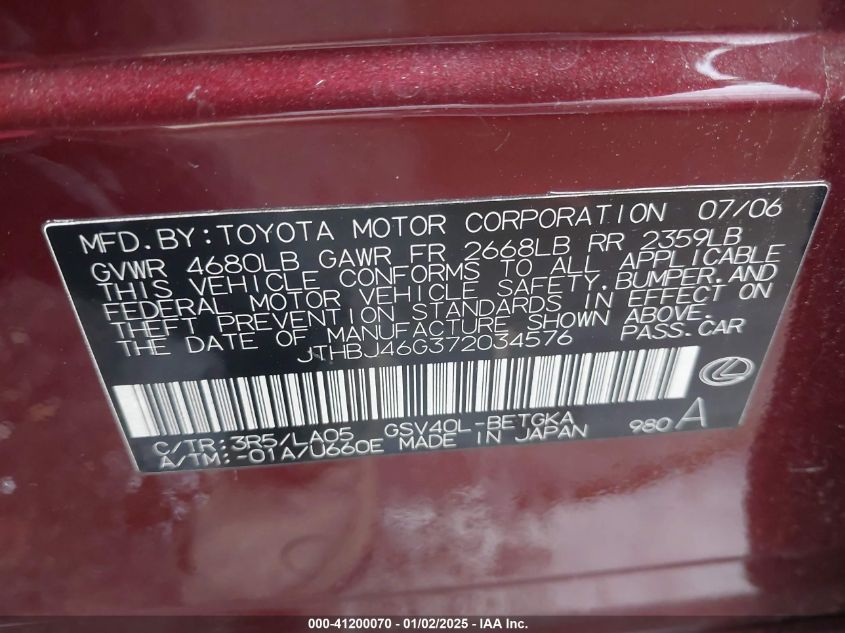 MFD.BY:TOYOTA MOTOR CORPORATION 07/06
GVWR 4680LB GAWR FR 2668LB RR 2359LB
THIS VEHICLE CONFORMS TO ALL APPLICABLE
FEDERAL MOTOR VEHICLE SAFETY,BUMPER,AND
THEFT PREVENTION STANDARDS IN EFFECT ON
THE DATE OF MANUFACTURE SHOWN ABOVE.
JTHBJ46G372034576 PASS.CAR
C/TR:3R5/LA05 GSV40L-BETGKA 980 A
A/TM:-01A/U660E MADE IN JAPAN
000-41200070 - 01/02/2025 - IAA Inc.